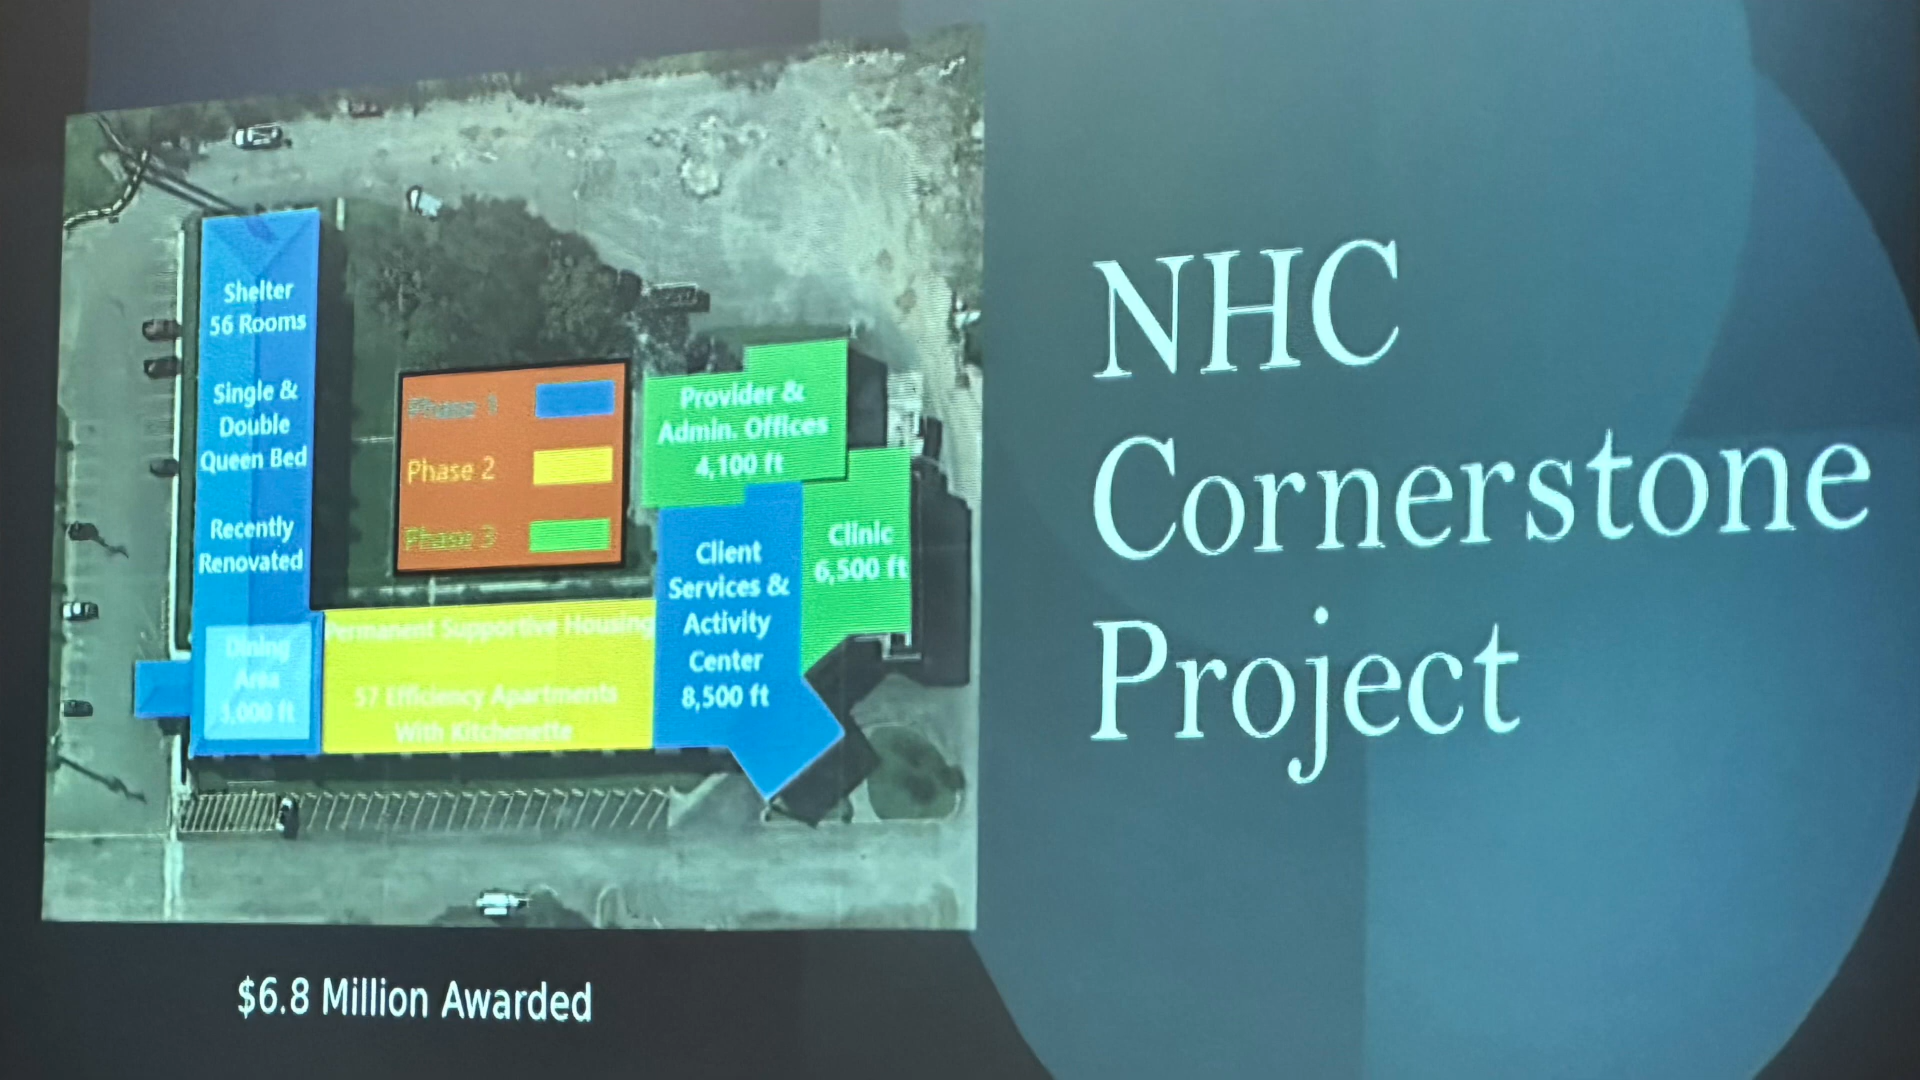 Shelter
56 Rooms
Single &
Double
Queen Bed
Recently
Renovated
Dining
Area
3,000 ft
Phase 1
Phase 2
Phase 3
Permanent Supportive Housing
57 Efficiency Apartments
With Kitchenette
Provider &
Admin. Offices
4,100 ft
Clinic
6,500 ft
Client
Services &
Activity
Center
8,500 ft
$6.8 Million Awarded
NHC
Cornerstone
Project